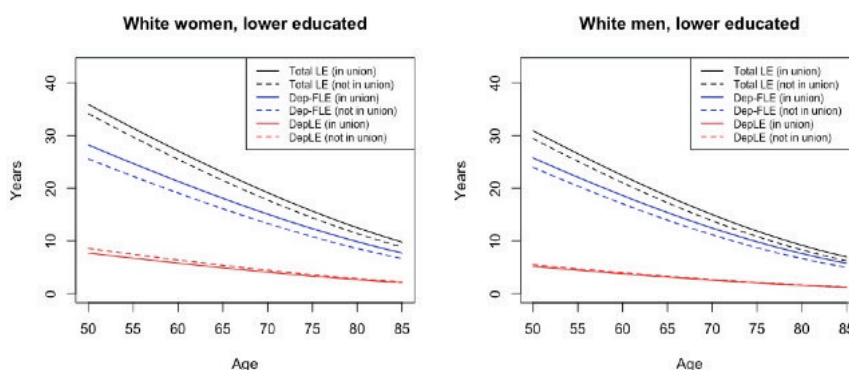 White women, lower educated
40
30
20
10
0
Years
Total LE (in union)
Total LE (not in union)
Dep-FLE (in union)
Dep-FLE (not in union)
DepLE (in union)
DepLE (not in union)
50 55 60 65 70 75 80 85
Age
White men, lower educated
40
30
20
10
0
Years
Total LE (in union)
Total LE (not in union)
Dep-FLE (in union)
Dep-FLE (not in union)
DepLE (in union)
DepLE (not in union)
50 55 60 65 70 75 80 85
Age